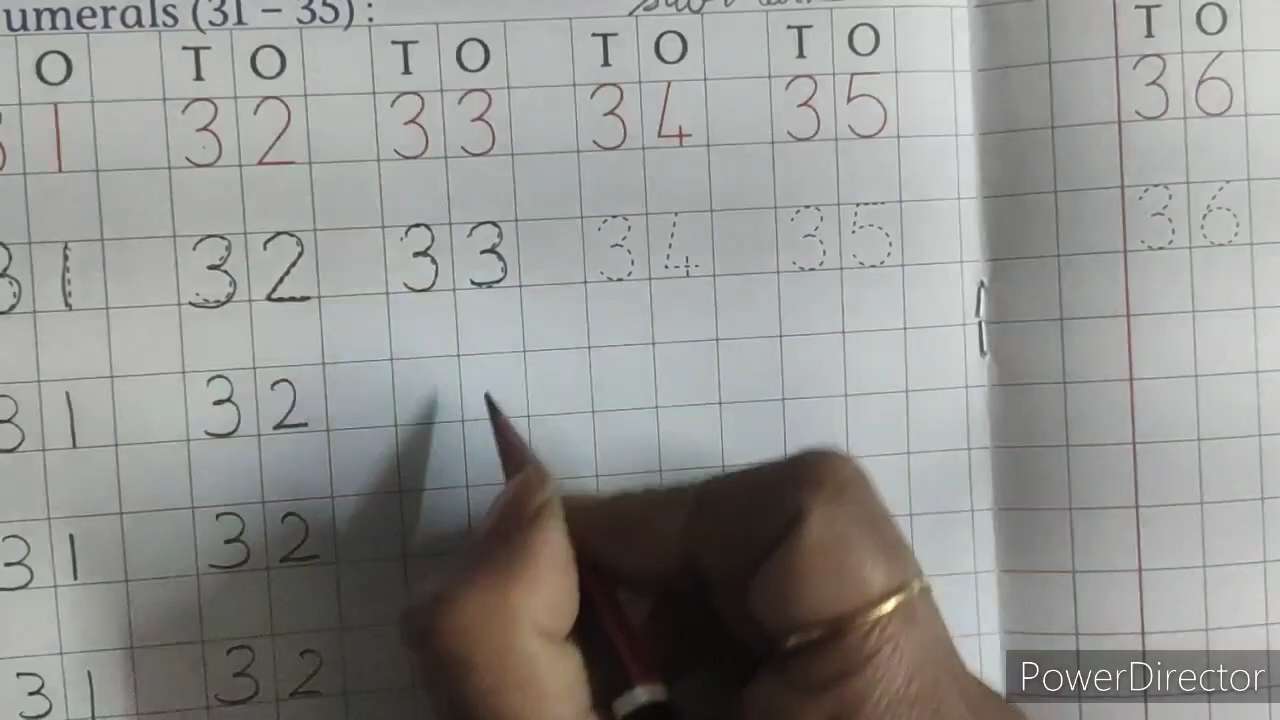 umerals (31 – 35) :
O T O T O T O T O T O
1 32 33 34 35 36
31 32 33 34 35 36
31 32
31 32
31 32
PowerDirector